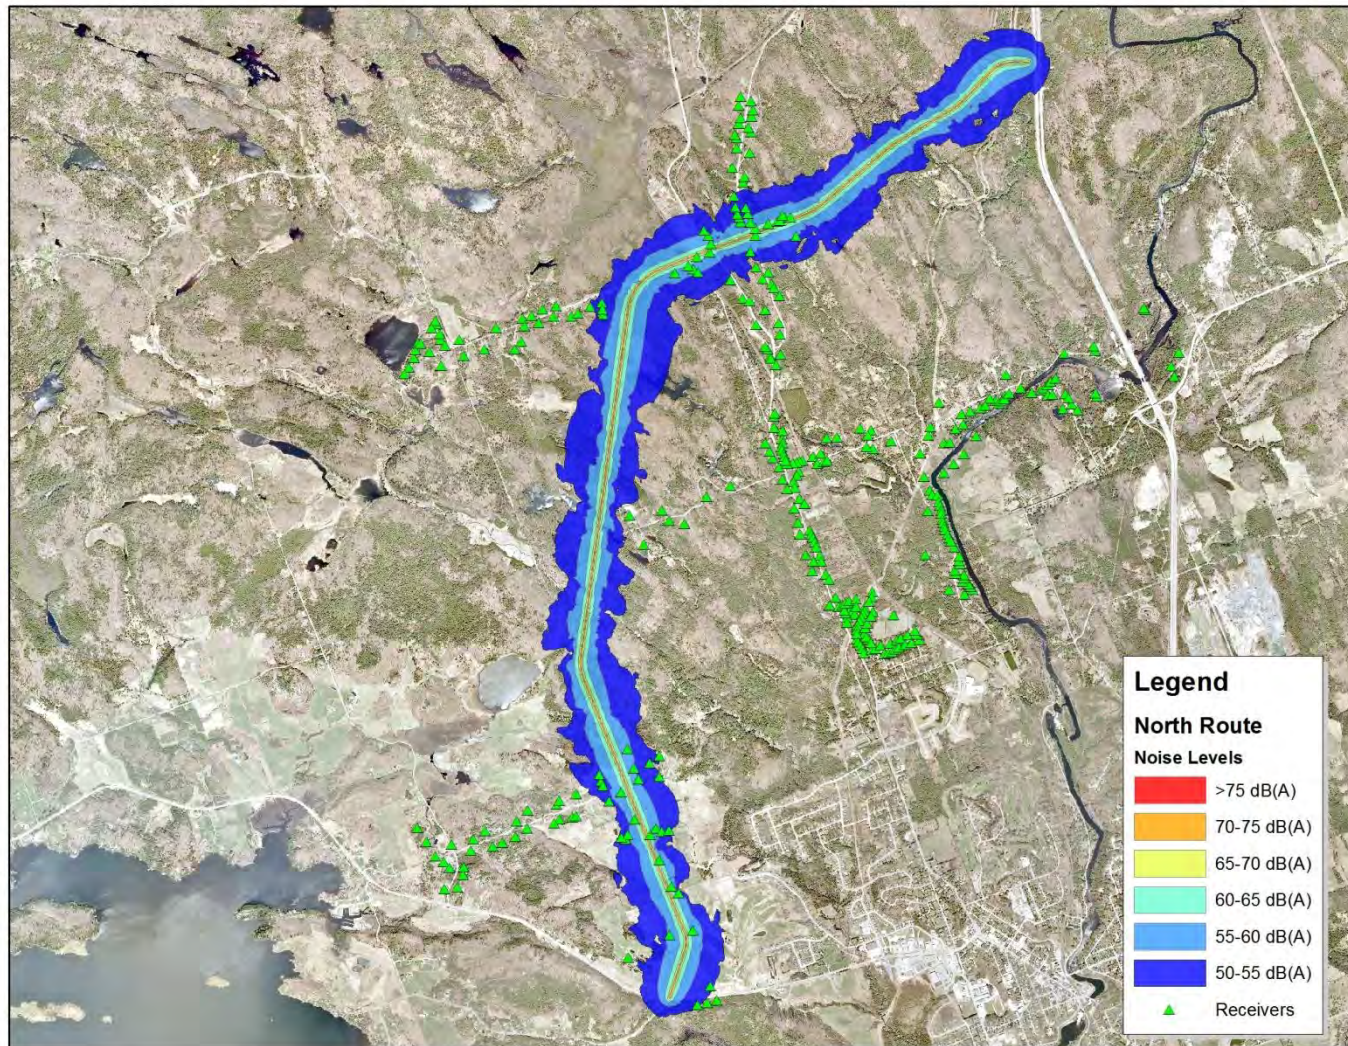 Legend
North Route
Noise Levels
>75 dB(A)
70-75 dB(A)
65-70 dB(A)
60-65 dB(A)
55-60 dB(A)
50-55 dB(A)
Receivers